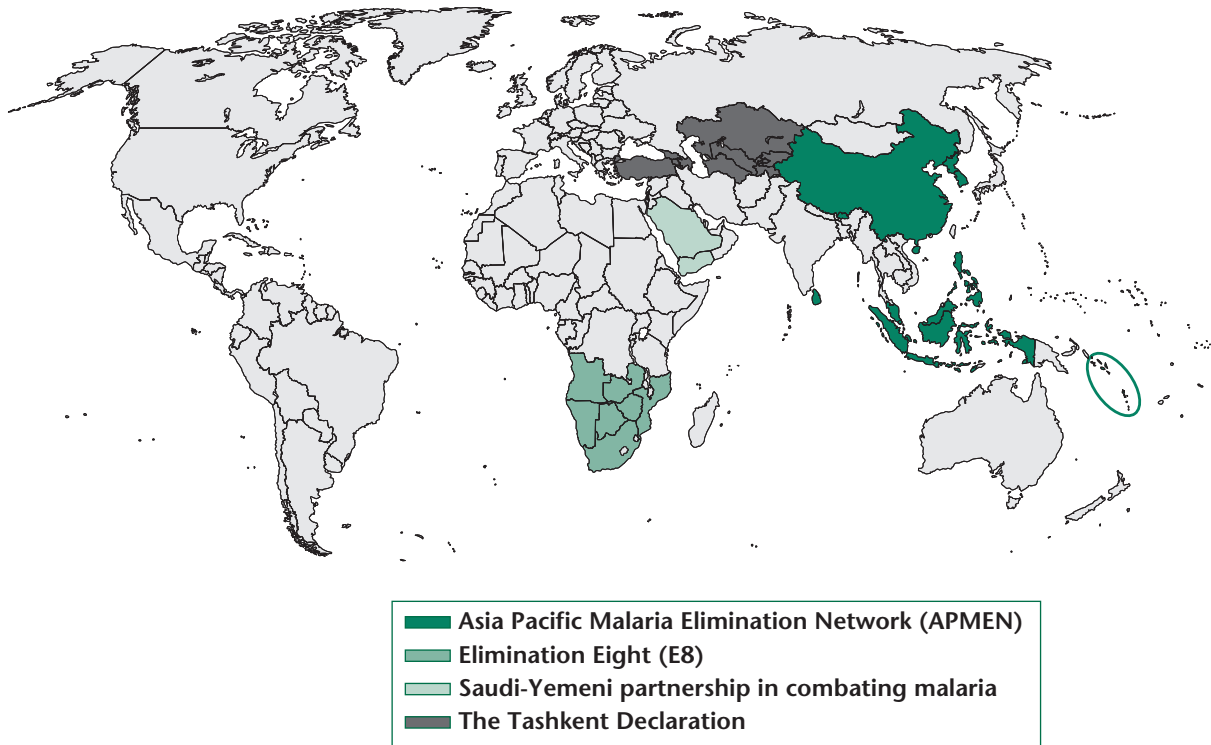 Asia Pacific Malaria Elimination Network (APMEN)
Elimination Eight (E8)
Saudi-Yemeni partnership in combating malaria
The Tashkent Declaration